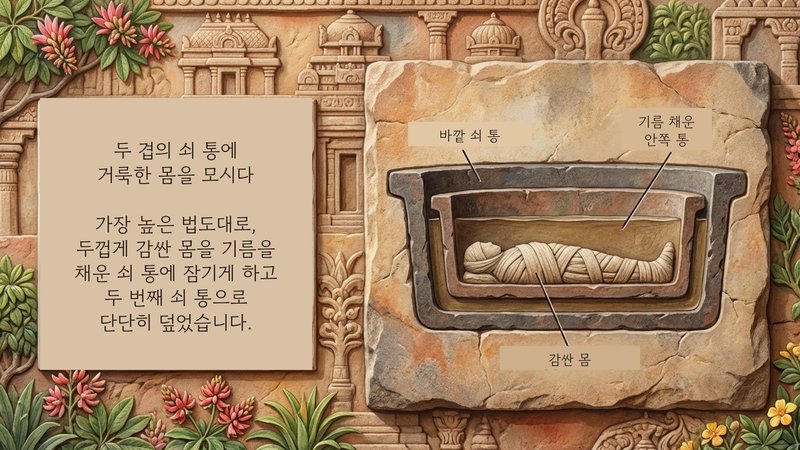 두 겹의 쇠 통에
거룩한 몸을 모시다
가장 높은 법도대로,
두껍게 감싼 몸을 기름을
채운 쇠 통에 잠기게 하고
두 번째 쇠 통으로
단단히 덮었습니다.
바깥 쇠 통
기름 채운
안쪽 통
감싼 몸